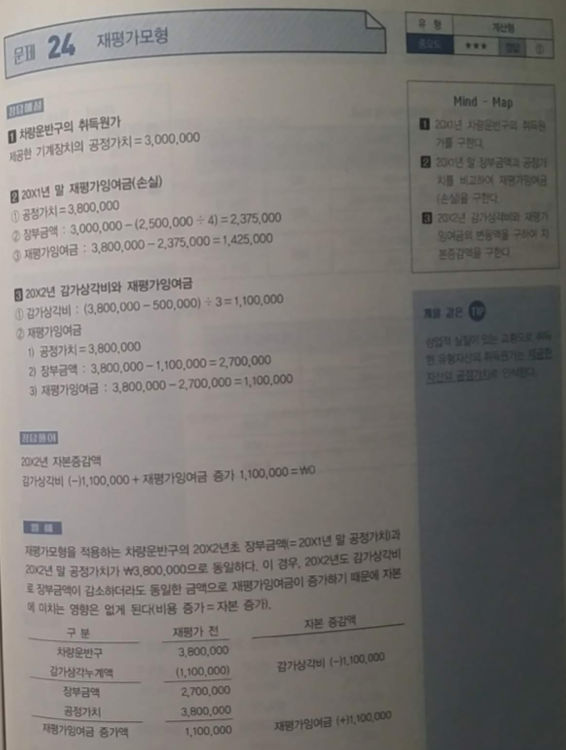 문제 24 재평가모형
유 형 계산형
중요도 ★★★ 정답 ①
정답해설
1 차량운반구의 취득원가
제공한 기계장치의 공정가치 = 3,000,000
2 20X1년 말 재평가잉여금(손실)
① 공정가치 = 3,800,000
② 장부금액 : 3,000,000 − (2,500,000 ÷ 4) = 2,375,000
③ 재평가잉여금 : 3,800,000 − 2,375,000 = 1,425,000
3 20X2년 감가상각비와 재평가잉여금
① 감가상각비 : (3,800,000 − 500,000) ÷ 3 = 1,100,000
② 재평가잉여금
1) 공정가치 = 3,800,000
2) 장부금액 : 3,800,000 − 1,100,000 = 2,700,000
3) 재평가잉여금 : 3,800,000 − 2,700,000 = 1,100,000
정답풀이
20X2년 자본증감액
감가상각비 (−)1,100,000 + 재평가잉여금 증가 1,100,000 = ₩0
재평가모형을 적용하는 차량운반구의 20X2년초 장부금액(= 20X1년 말 공정가치)과
20X2년 말 공정가치가 ₩3,800,000으로 동일하다. 이 경우, 20X2년도 감가상각비
로 장부금액이 감소하더라도 동일한 금액으로 재평가잉여금이 증가하기 때문에 자본
에 미치는 영향은 없게 된다(비용 증가 = 자본 증가).
구 분 재평가 전 자본 증감액
차량운반구 3,800,000
감가상각누계액 (1,100,000) 감가상각비 (−)1,100,000
장부금액 2,700,000
공정가치 3,800,000
재평가잉여금 증가액 1,100,000 재평가잉여금 (+)1,100,000
Mind - Map
1 20X1년 차량운반구의 취득원
가를 구한다.
2 20X1년 말 장부금액과 공정가
치를 비교하여 재평가잉여금
(손실)을 구한다.
3 20X2년 감가상각비와 재평가
잉여금의 변동액을 구하여 자
본증감액을 구한다.
꿀 같은 TIP
상업적 실질이 있는 교환으로 취득
한 유형자산의 취득원가는 제공한
자산의 공정가치로 인식한다.